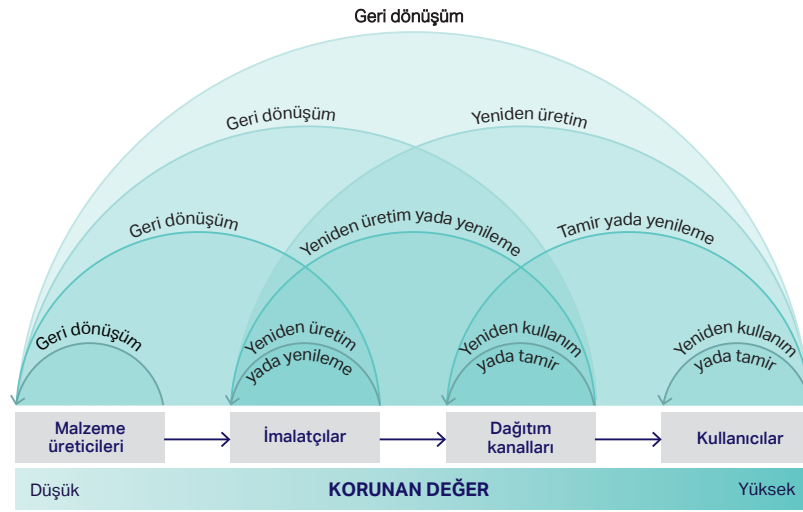 Geri dönüşüm
Geri dönüşüm
Yeniden üretim
Geri dönüşüm
Yeniden üretim yada yenileme
Tamir yada yenileme
Geri dönüşüm
Yeniden üretim
yada yenileme
Yeniden kullanım
yada tamir
Yeniden kullanım
yada tamir
Malzeme
üreticileri
İmalatçılar
Dağıtım
kanalları
Kullanıcılar
Düşük
KORUNAN DEĞER
Yüksek